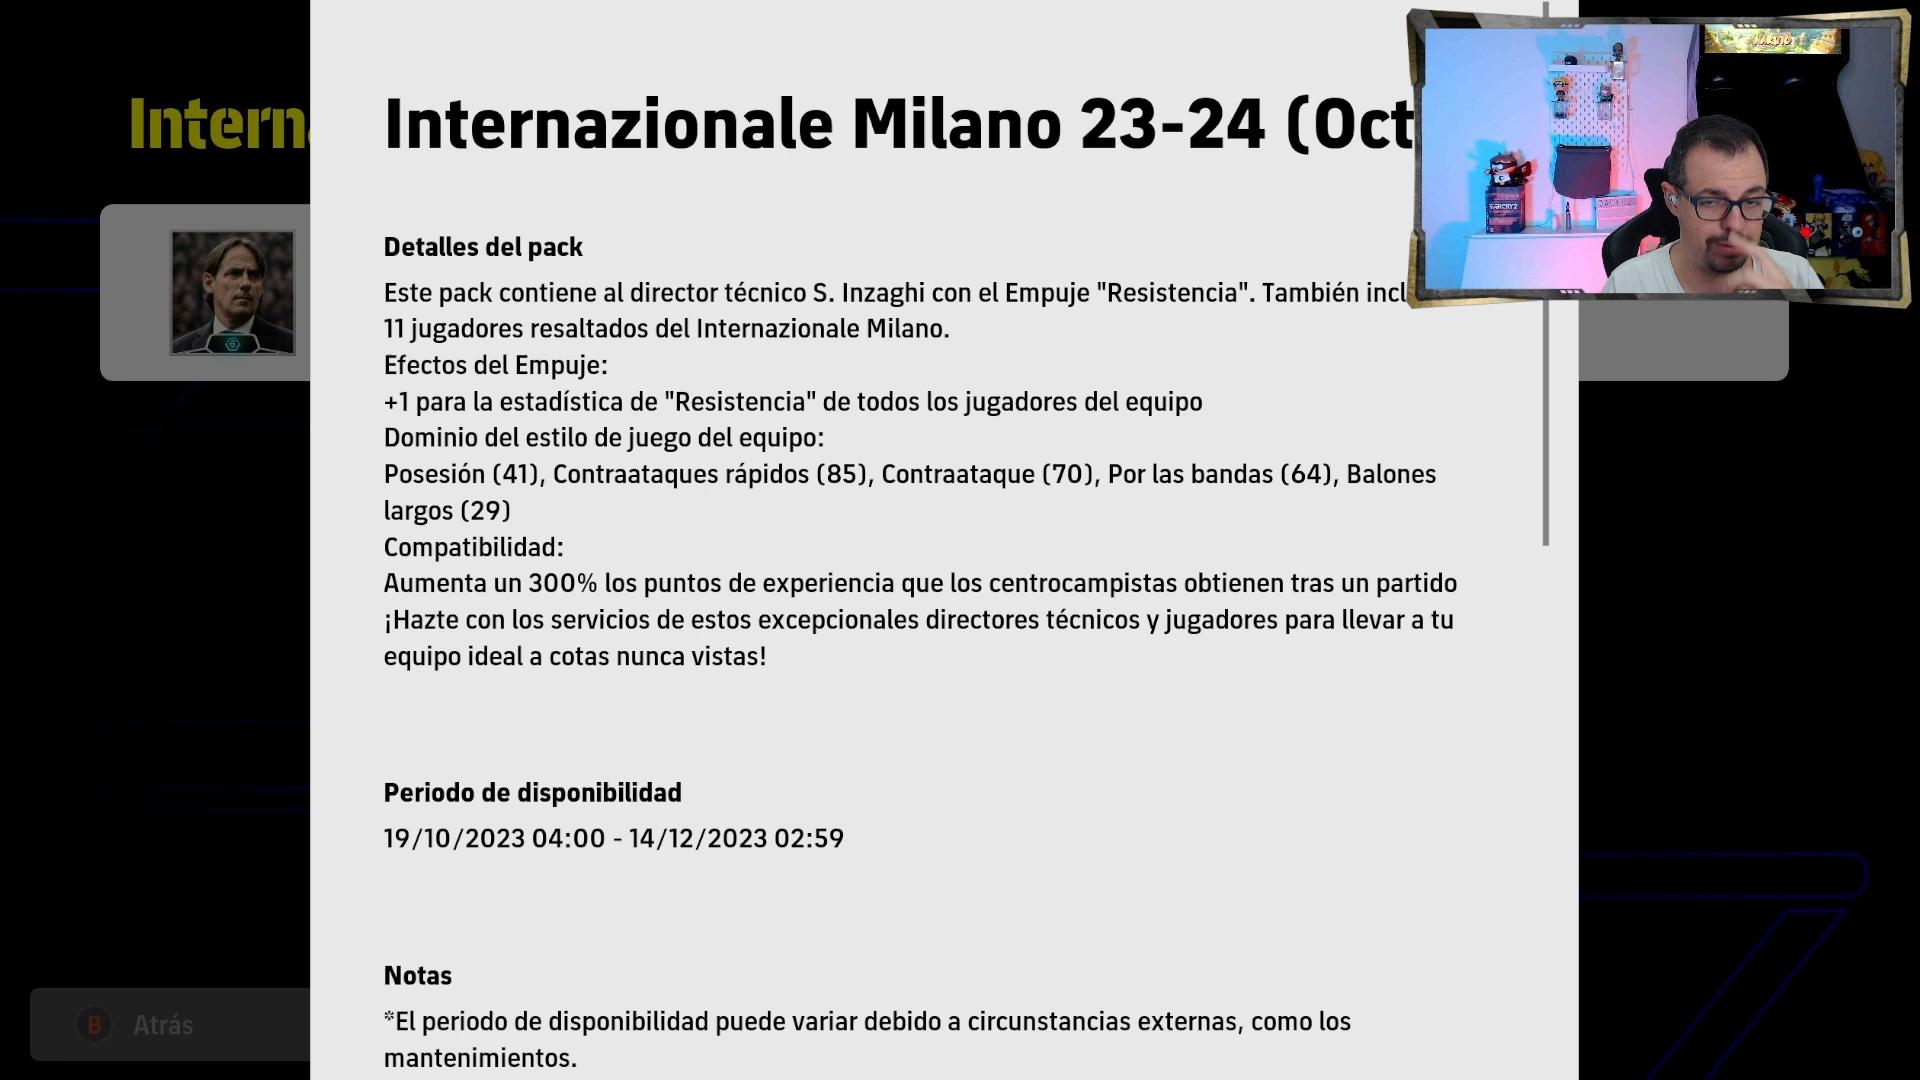 Internazionale Milano 23-24 (Oct
Detalles del pack
Este pack contiene al director técnico S. Inzaghi con el Empuje "Resistencia". También incl
11 jugadores resaltados del Internazionale Milano.
Efectos del Empuje:
+1 para la estadística de "Resistencia" de todos los jugadores del equipo
Dominio del estilo de juego del equipo:
Posesión (41), Contraataques rápidos (85), Contraataque (70), Por las bandas (64), Balones
largos (29)
Compatibilidad:
Aumenta un 300% los puntos de experiencia que los centrocampistas obtienen tras un partido
¡Hazte con los servicios de estos excepcionales directores técnicos y jugadores para llevar a tu
equipo ideal a cotas nunca vistas!
Periodo de disponibilidad
19/10/2023 04:00 - 14/12/2023 02:59
Notas
*El periodo de disponibilidad puede variar debido a circunstancias externas, como los
mantenimientos.
Interna
B Atrás
FARCRY2